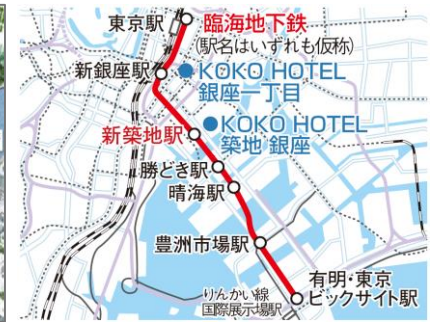 東京駅
臨海地下鉄
(駅名はいずれも仮称)
新銀座駅
KOKO HOTEL
銀座一丁目
KOKO HOTEL
築地 銀座
新築地駅
勝どき駅
晴海駅
豊洲市場駅
有明・東京
ビックサイト駅
りんかい線
国際展示場駅